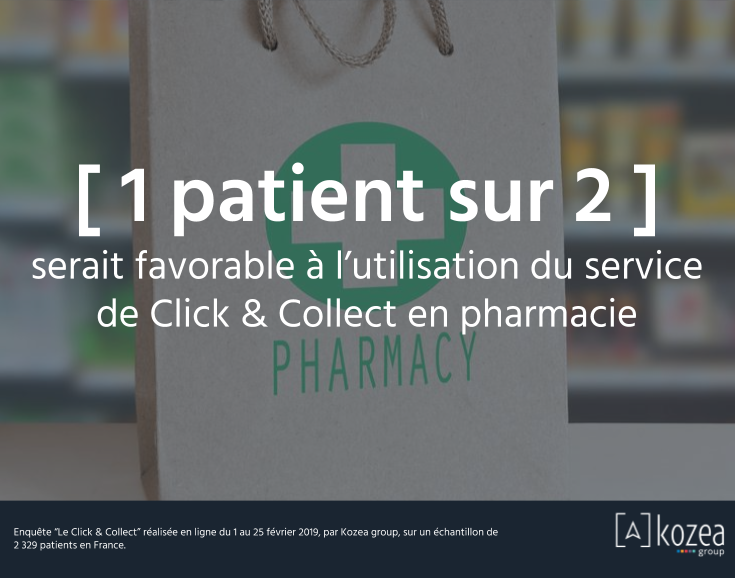 [ 1 patient sur 2 ]
serait favorable à l’utilisation du service
de Click & Collect en pharmacie
PHARMACY
Enquête “Le Click & Collect” réalisée en ligne du 1 au 25 février 2019, par Kozea group, sur un échantillon de
2 329 patients en France.
[A]kozea
group